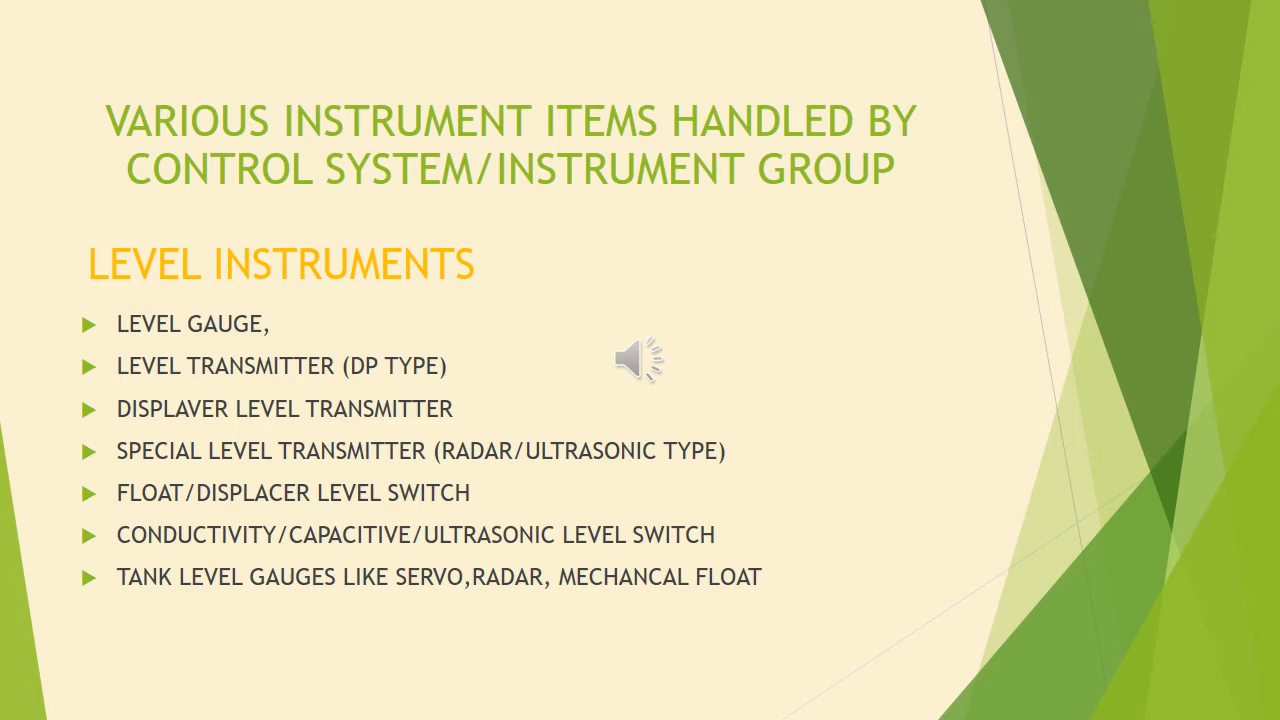 VARIOUS INSTRUMENT ITEMS HANDLED BY
CONTROL SYSTEM/INSTRUMENT GROUP
LEVEL INSTRUMENTS
LEVEL GAUGE,
LEVEL TRANSMITTER (DP TYPE)
DISPLAVER LEVEL TRANSMITTER
SPECIAL LEVEL TRANSMITTER (RADAR/ULTRASONIC TYPE)
FLOAT/DISPLACER LEVEL SWITCH
CONDUCTIVITY/CAPACITIVE/ULTRASONIC LEVEL SWITCH
TANK LEVEL GAUGES LIKE SERVO,RADAR, MECHANCAL FLOAT